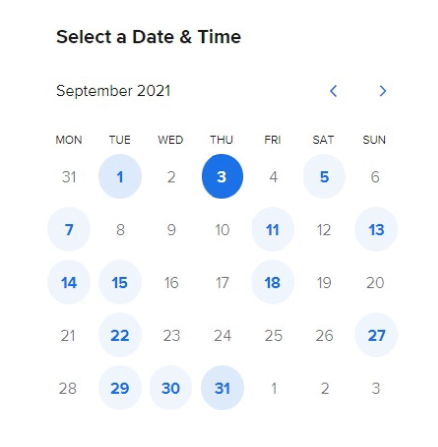 Select a Date & Time
September 2021
MON TUE WED THU FRI SAT SUN
31 1 2 3 4 5 6
7 8 9 10 11 12 13
14 15 16 17 18 19 20
21 22 23 24 25 26 27
28 29 30 31 1 2 3